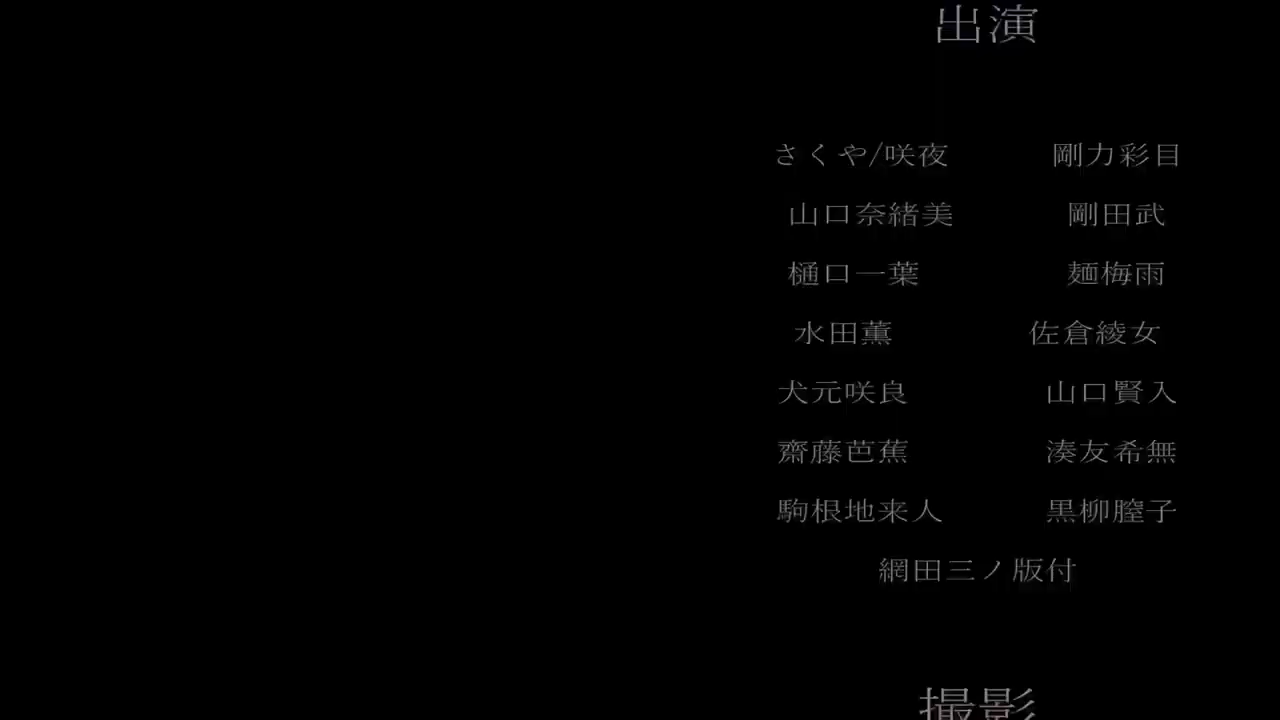 出演
さくや/咲夜 剛力彩目
山口奈緒美 剛田武
樋口一葉 麺梅雨
水田薫 佐倉綾女
犬元咲良 山口賢入
齋藤芭蕉 湊友希無
駒根地来人 黒柳膣子
網田三ノ版付
撮影